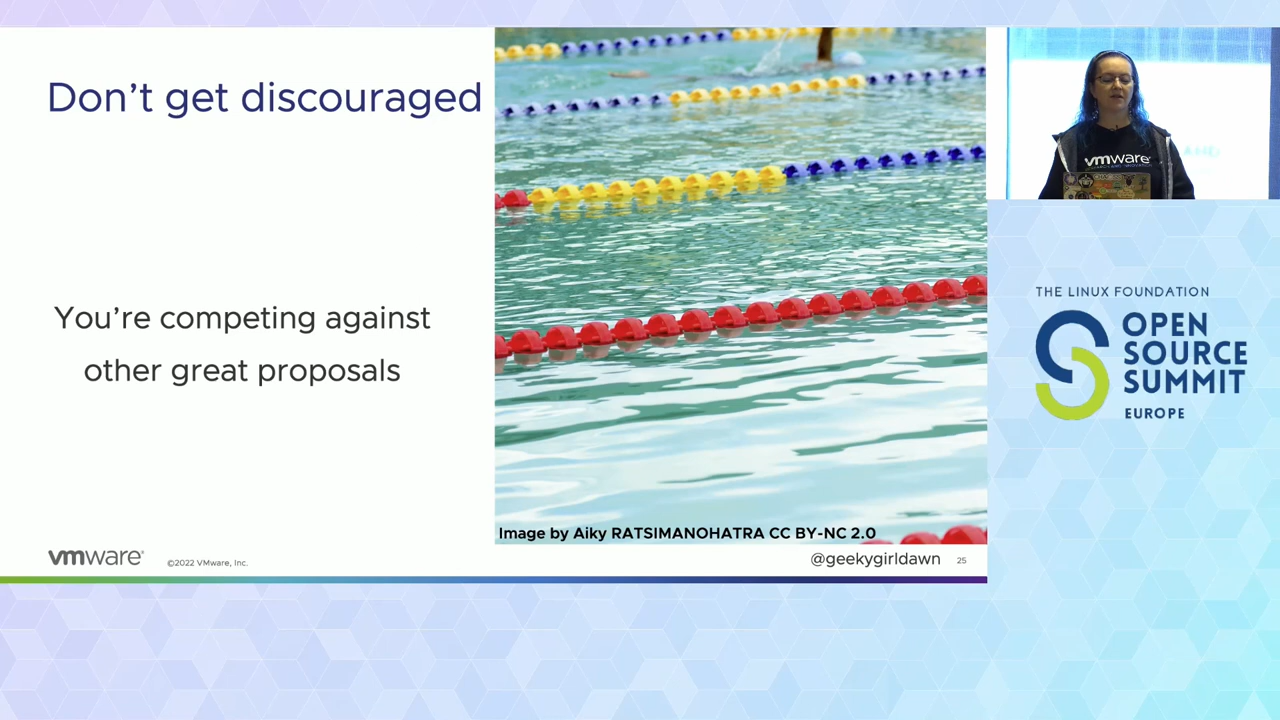 Don't get discouraged
You're competing against
other great proposals
Image by Aiky RATSIMANOHATRA CC BY-NC 2.0
vmware®
©2022 VMware, Inc.
@geekygirldawn
25
vmware
THE LINUX FOUNDATION
OPEN
SOURCE
SUMMIT
EUROPE